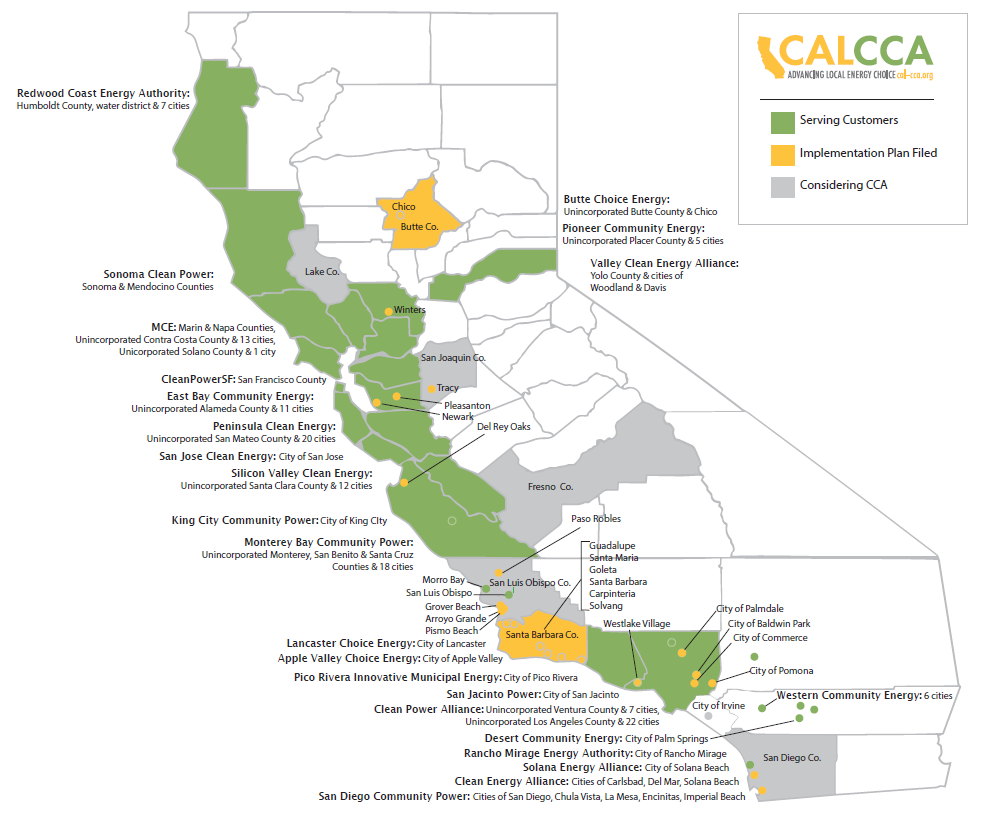 CALCCA
ADVANCING LOCAL ENERGY CHOICE cal-cca.org
Serving Customers
Implementation Plan Filed
Considering CCA
Redwood Coast Energy Authority:
Humboldt County, water district & 7 cities
Chico
Butte Co.
Butte Choice Energy:
Unincorporated Butte County & Chico
Pioneer Community Energy:
Unincorporated Placer County & 5 cities
Valley Clean Energy Alliance:
Yolo County & cities of
Woodland & Davis
Lake Co.
Sonoma Clean Power:
Sonoma & Mendocino Counties
Winters
MCE: Marin & Napa Counties,
Unincorporated Contra Costa County & 13 cities,
Unicorporated Solano County & 1 city
San Joaquin Co.
CleanPowerSF: San Francisco County
Tracy
East Bay Community Energy:
Unincorporated Alameda County & 11 cities
Pleasanton
Newark
Peninsula Clean Energy:
Unincorporated San Mateo County & 20 cities
Del Rey Oaks
San Jose Clean Energy: City of San Jose
Silicon Valley Clean Energy:
Unincorporated Santa Clara County & 12 cities
Fresno Co.
King City Community Power: City of King CIty
Paso Robles
Monterey Bay Community Power:
Unincorporated Monterey, San Benito & Santa Cruz
Counties & 18 cities
Guadalupe
Santa Maria
Goleta
Santa Barbara
Carpinteria
Solvang
Morro Bay
San Luis Obispo Co.
San Luis Obispo
Grover Beach
Arroyo Grande
Pismo Beach
Santa Barbara Co.
Westlake Village
City of Palmdale
City of Baldwin Park
City of Commerce
Lancaster Choice Energy: City of Lancaster
Apple Valley Choice Energy: City of Apple Valley
City of Pomona
Pico Rivera Innovative Municipal Energy: City of Pico Rivera
San Jacinto Power: City of San Jacinto
Western Community Energy: 6 cities
City of Irvine
Clean Power Alliance: Unincorporated Ventura County & 7 cities,
Unincorporated Los Angeles County & 22 cities
Desert Community Energy: City of Palm Springs
Rancho Mirage Energy Authority: City of Rancho Mirage
San Diego Co.
Solana Energy Alliance: City of Solana Beach
Clean Energy Alliance: Cities of Carlsbad, Del Mar, Solana Beach
San Diego Community Power: Cities of San Diego, Chula Vista, La Mesa, Encinitas, Imperial Beach